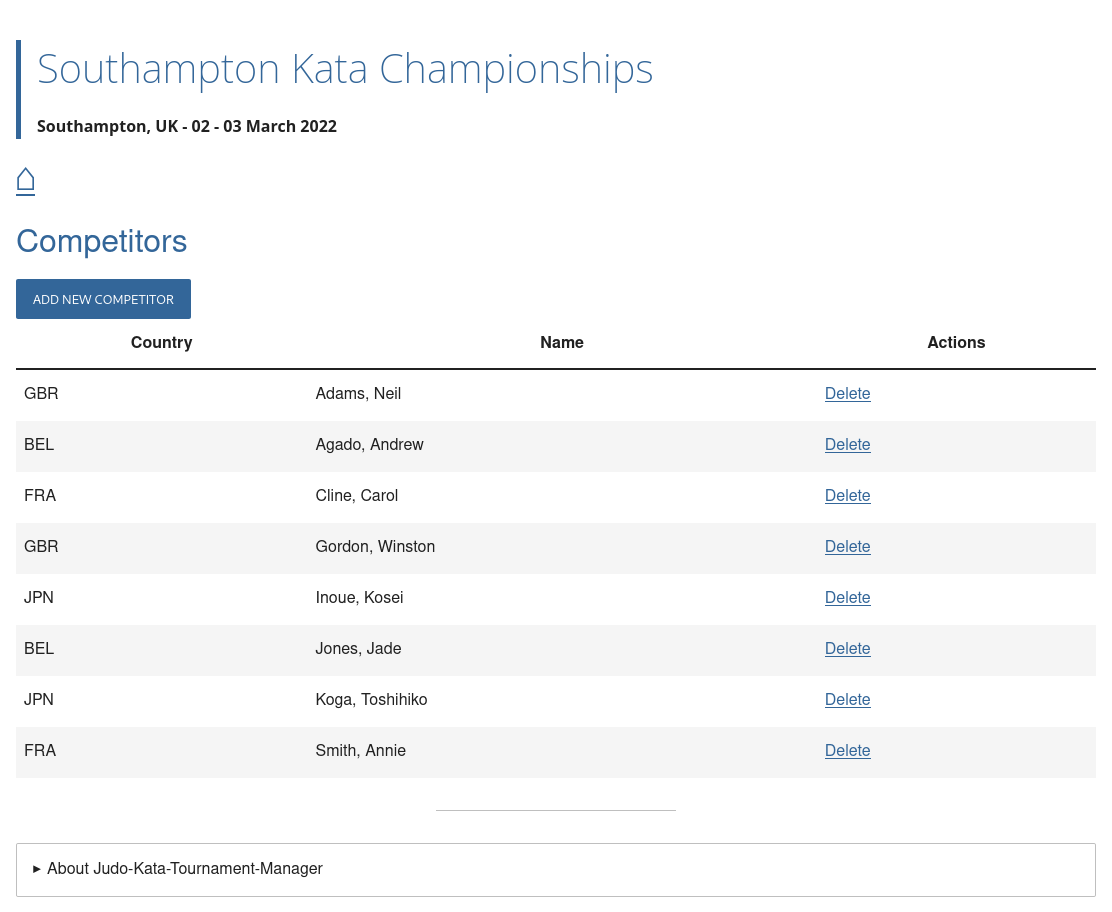 Southampton Kata Championships
Southampton, UK - 02 - 03 March 2022
Competitors
ADD NEW COMPETITOR
Country Name Actions
GBR Adams, Neil Delete
BEL Agado, Andrew Delete
FRA Cline, Carol Delete
GBR Gordon, Winston Delete
JPN Inoue, Kosei Delete
BEL Jones, Jade Delete
JPN Koga, Toshihiko Delete
FRA Smith, Annie Delete
About Judo-Kata-Tournament-Manager